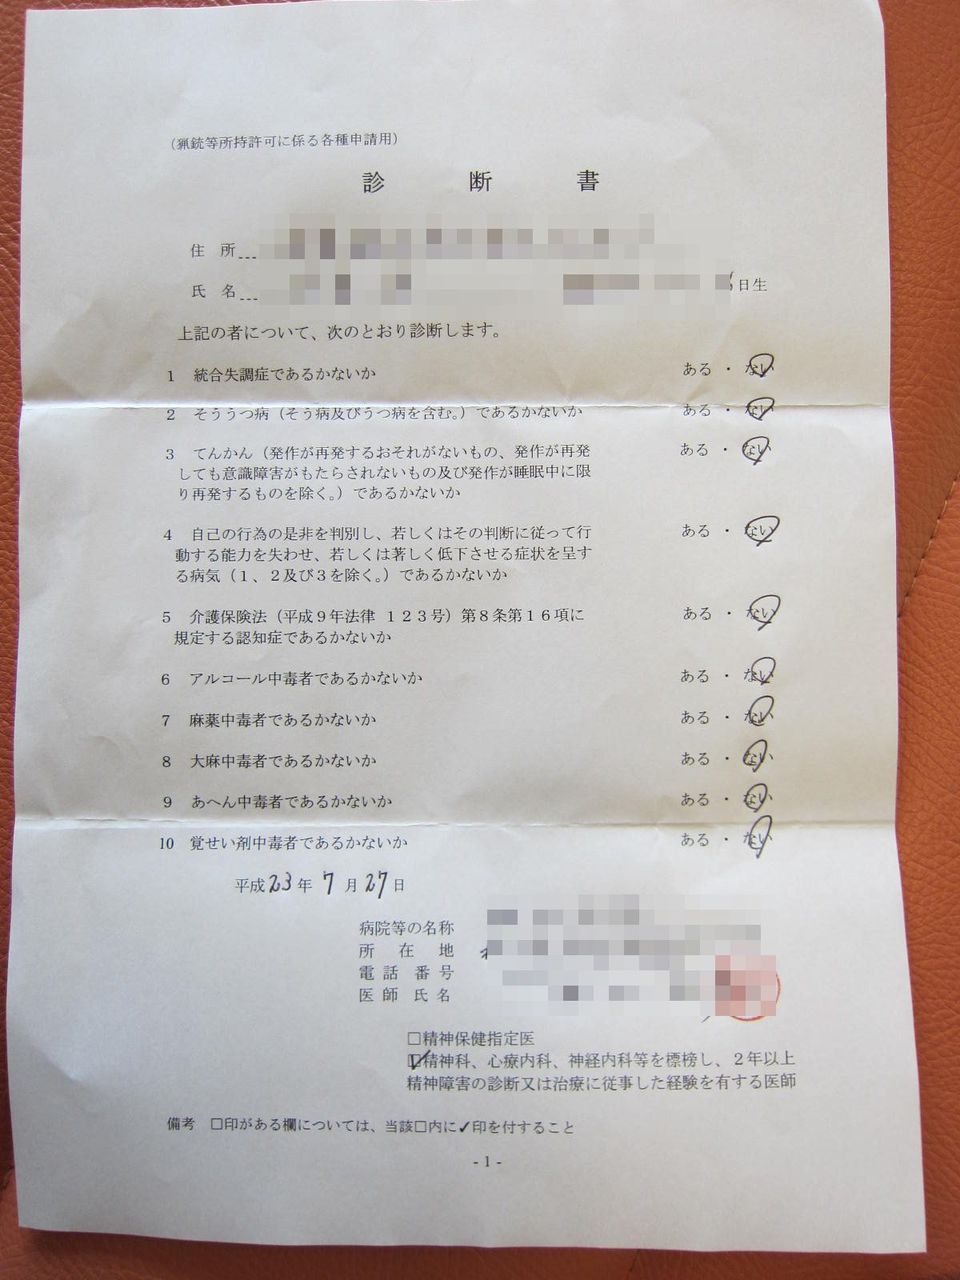 （猟銃等所持許可に係る各種申請用）
診 断 書
住 所
氏 名 日生
上記の者について、次のとおり診断します。
1 統合失調症であるかないか ある ・ ない
2 そううつ病（そう病及びうつ病を含む。）であるかないか ある ・ ない
3 てんかん（発作が再発するおそれがないもの、発作が再発 ある ・ ない
しても意識障害がもたらされないもの及び発作が睡眠中に限
り再発するものを除く。）であるかないか
4 自己の行為の是非を判別し、若しくはその判断に従って行 ある ・ ない
動する能力を失わせ、若しくは著しく低下させる症状を呈す
る病気（１、２及び３を除く。）であるかないか
5 介護保険法（平成９年法律 １２３号）第８条第１６項に ある ・ ない
規定する認知症であるかないか
6 アルコール中毒者であるかないか ある ・ ない
7 麻薬中毒者であるかないか ある ・ ない
8 大麻中毒者であるかないか ある ・ ない
9 あへん中毒者であるかないか ある ・ ない
10 覚せい剤中毒者であるかないか ある ・ ない
平成23年 7月27日
病院等の名称
所 在 地
電 話 番 号
医 師 氏 名
□精神保健指定医
☑精神科、心療内科、神経内科等を標榜し、２年以上
精神障害の診断又は治療に従事した経験を有する医師
備考 □印がある欄については、当該□内に✓印を付すること
- 1 -